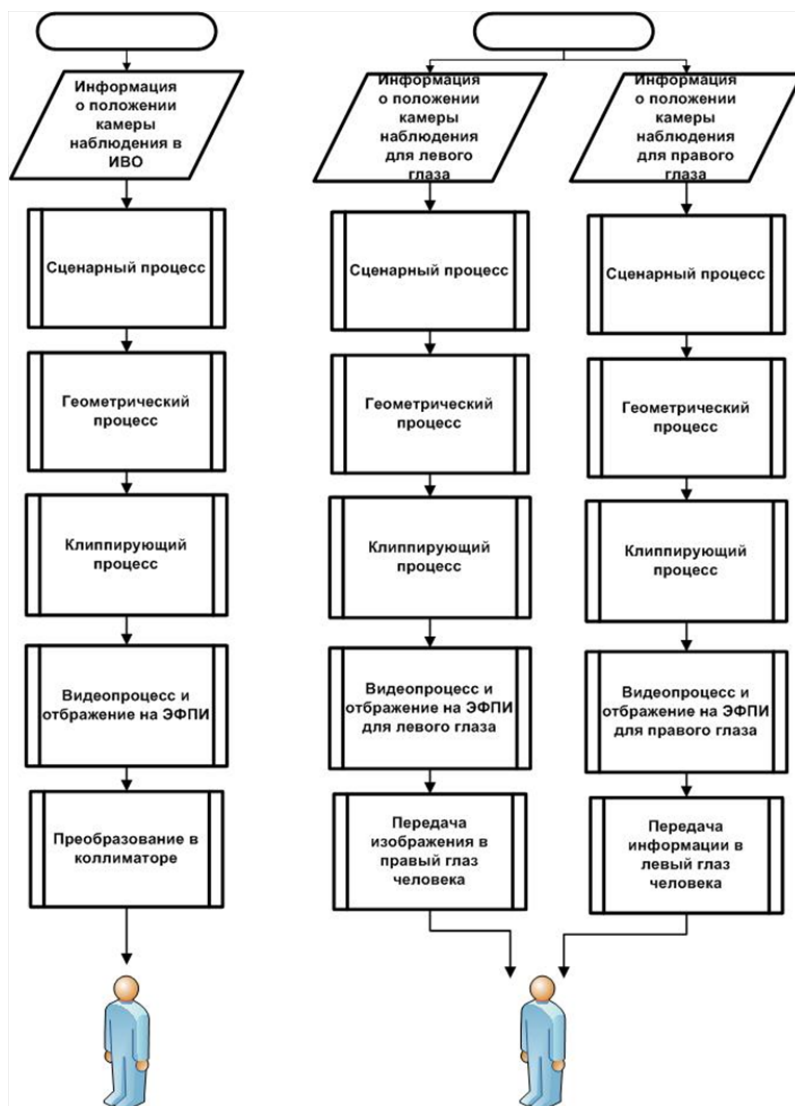 Информация
о положении
камеры
наблюдения в
ИВО
Сценарный процесс
Геометрический
процесс
Клиппирующий
процесс
Видеопроцесс и
отбражение на ЭФПИ
Преобразование в
коллиматоре
Информация
о положении
камеры
наблюдения
для левого
глаза
Сценарный процесс
Геометрический
процесс
Клиппирующий
процесс
Видеопроцесс и
отбражение на ЭФПИ
для левого глаза
Передача
изображения в
правый глаз
человека
Информация
о положении
камеры
наблюдения
для правого
глаза
Сценарный процесс
Геометрический
процесс
Клиппирующий
процесс
Видеопроцесс и
отбражение на ЭФПИ
для правого глаза
Передача
информации в
левый глаз
человека